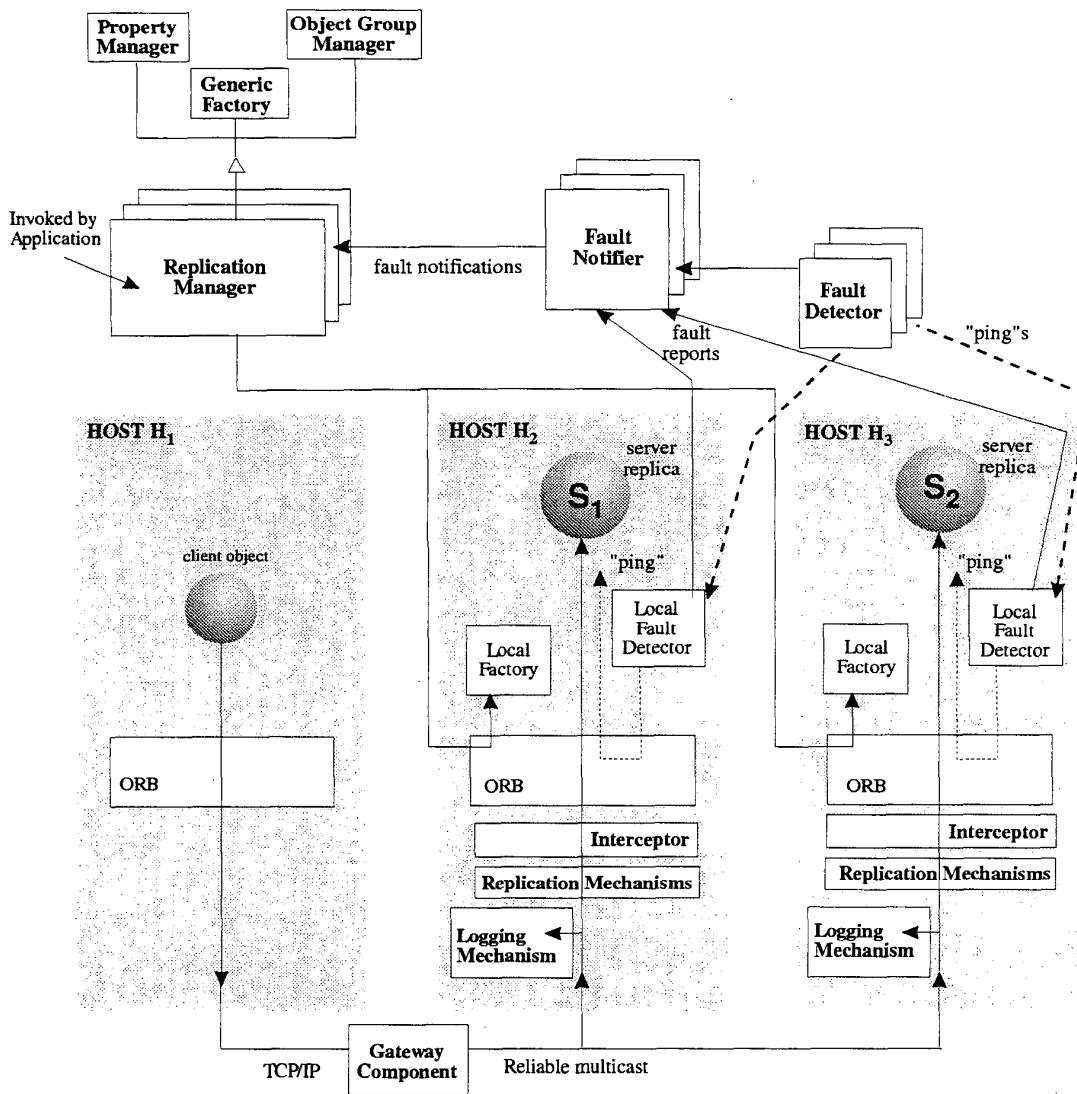 Property
Manager
Object Group
Manager
Generic
Factory
Invoked by
Application
Replication
Manager
fault notifications
Fault
Notifier
Fault
Detector
"ping"s
fault
reports
HOST H1
HOST H2
server
replica
S1
HOST H3
server
replica
S2
client object
"ping"
"ping"
Local
Fault
Detector
Local
Fault
Detector
Local
Factory
Local
Factory
ORB
ORB
ORB
Interceptor
Interceptor
Replication Mechanisms
Replication Mechanisms
Logging
Mechanism
Logging
Mechanism
TCP/IP
Gateway
Component
Reliable multicast